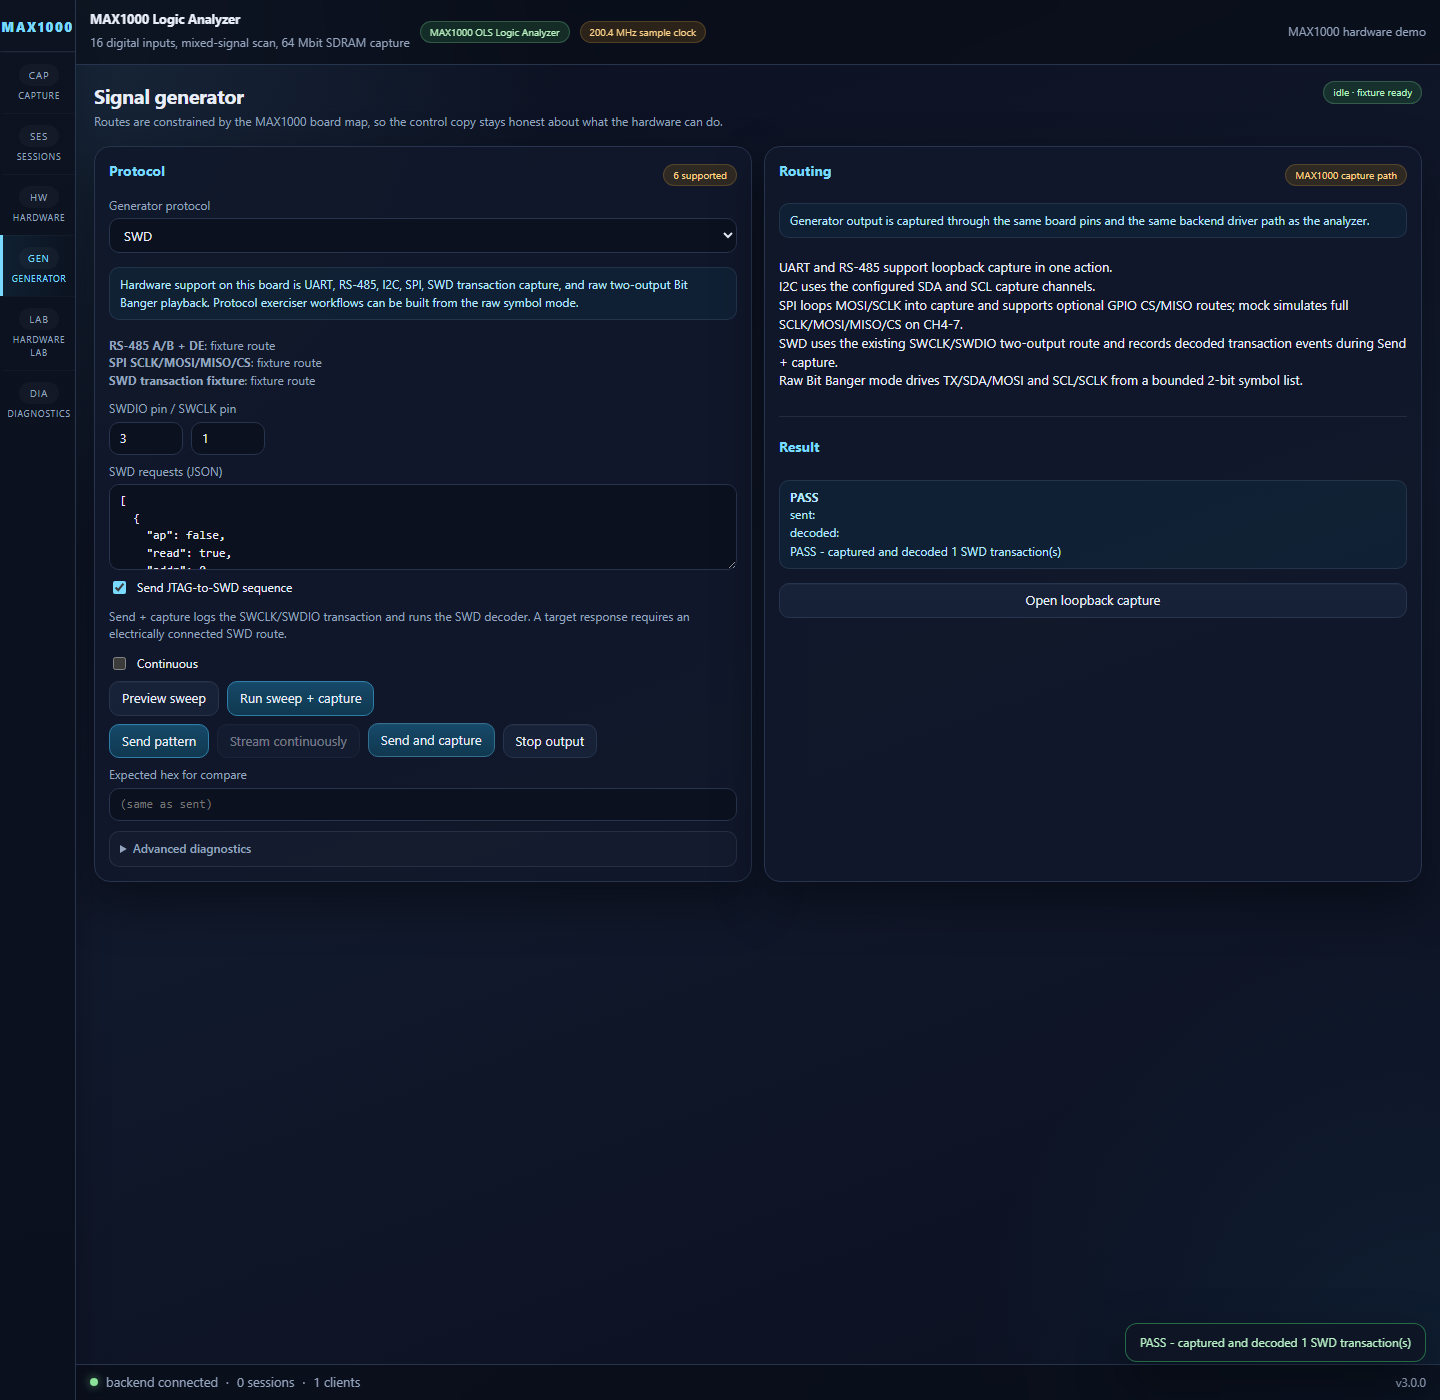 MAX1000
CAP
CAPTURE
SES
SESSIONS
HW
HARDWARE
GEN
GENERATOR
LAB
HARDWARE
LAB
DIA
DIAGNOSTICS
MAX1000 Logic Analyzer
16 digital inputs, mixed-signal scan, 64 Mbit SDRAM capture
MAX1000 OLS Logic Analyzer
200.4 MHz sample clock
MAX1000 hardware demo
Signal generator
Routes are constrained by the MAX1000 board map, so the control copy stays honest about what the hardware can do.
idle · fixture ready
Protocol
6 supported
Generator protocol
SWD
Hardware support on this board is UART, RS-485, I2C, SPI, SWD transaction capture, and raw two-output Bit
Banger playback. Protocol exerciser workflows can be built from the raw symbol mode.
RS-485 A/B + DE: fixture route
SPI SCLK/MOSI/MISO/CS: fixture route
SWD transaction fixture: fixture route
SWDIO pin / SWCLK pin
3
1
SWD requests (JSON)
[
{
"ap": false,
"read": true,
"addr": 0
Send JTAG-to-SWD sequence
Send + capture logs the SWCLK/SWDIO transaction and runs the SWD decoder. A target response requires an
electrically connected SWD route.
Continuous
Preview sweep
Run sweep + capture
Send pattern
Stream continuously
Send and capture
Stop output
Expected hex for compare
(same as sent)
Advanced diagnostics
Routing
MAX1000 capture path
Generator output is captured through the same board pins and the same backend driver path as the analyzer.
UART and RS-485 support loopback capture in one action.
I2C uses the configured SDA and SCL capture channels.
SPI loops MOSI/SCLK into capture and supports optional GPIO CS/MISO routes; mock simulates full
SCLK/MOSI/MISO/CS on CH4-7.
SWD uses the existing SWCLK/SWDIO two-output route and records decoded transaction events during Send
+ capture.
Raw Bit Banger mode drives TX/SDA/MOSI and SCL/SCLK from a bounded 2-bit symbol list.
Result
PASS
sent:
decoded:
PASS - captured and decoded 1 SWD transaction(s)
Open loopback capture
PASS - captured and decoded 1 SWD transaction(s)
backend connected · 0 sessions · 1 clients
v3.0.0